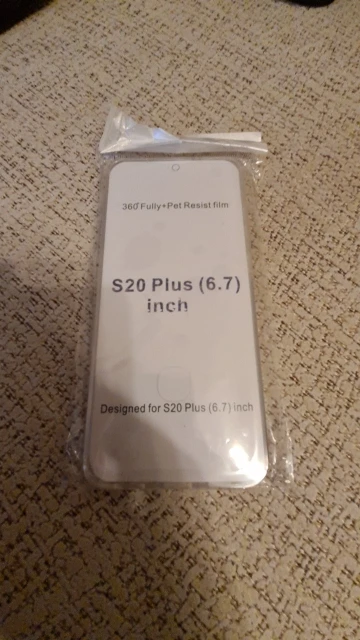 360°Fully+Pet Resist film
S20 Plus (6.7)
inch
Designed for S20 Plus (6.7) inch